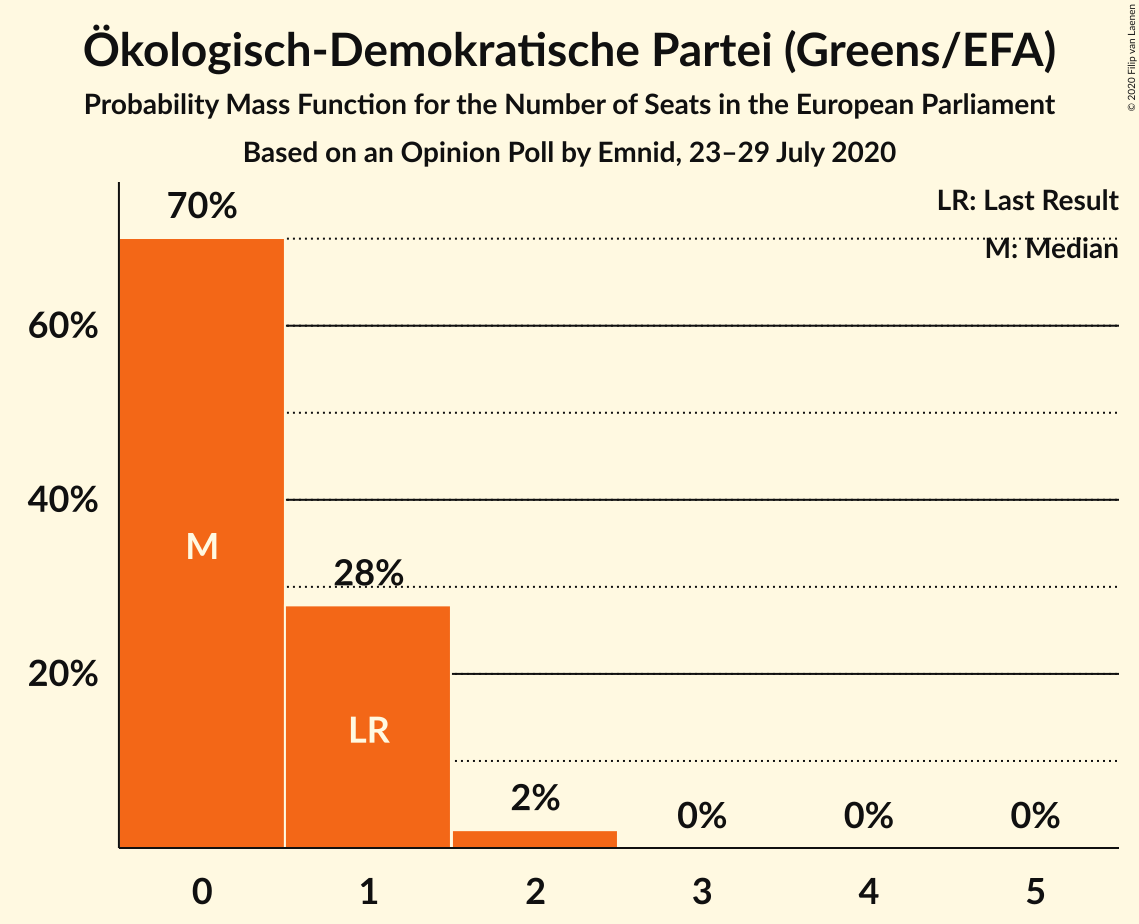 Ökologisch-Demokratische Partei (Greens/EFA)
Probability Mass Function for the Number of Seats in the European Parliament
Based on an Opinion Poll by Emnid, 23–29 July 2020
© 2020 Filip van Laenen
LR: Last Result
M: Median
70%
60%
40%
20%
M
28%
LR
2%
0%
0%
0%
0
1
2
3
4
5